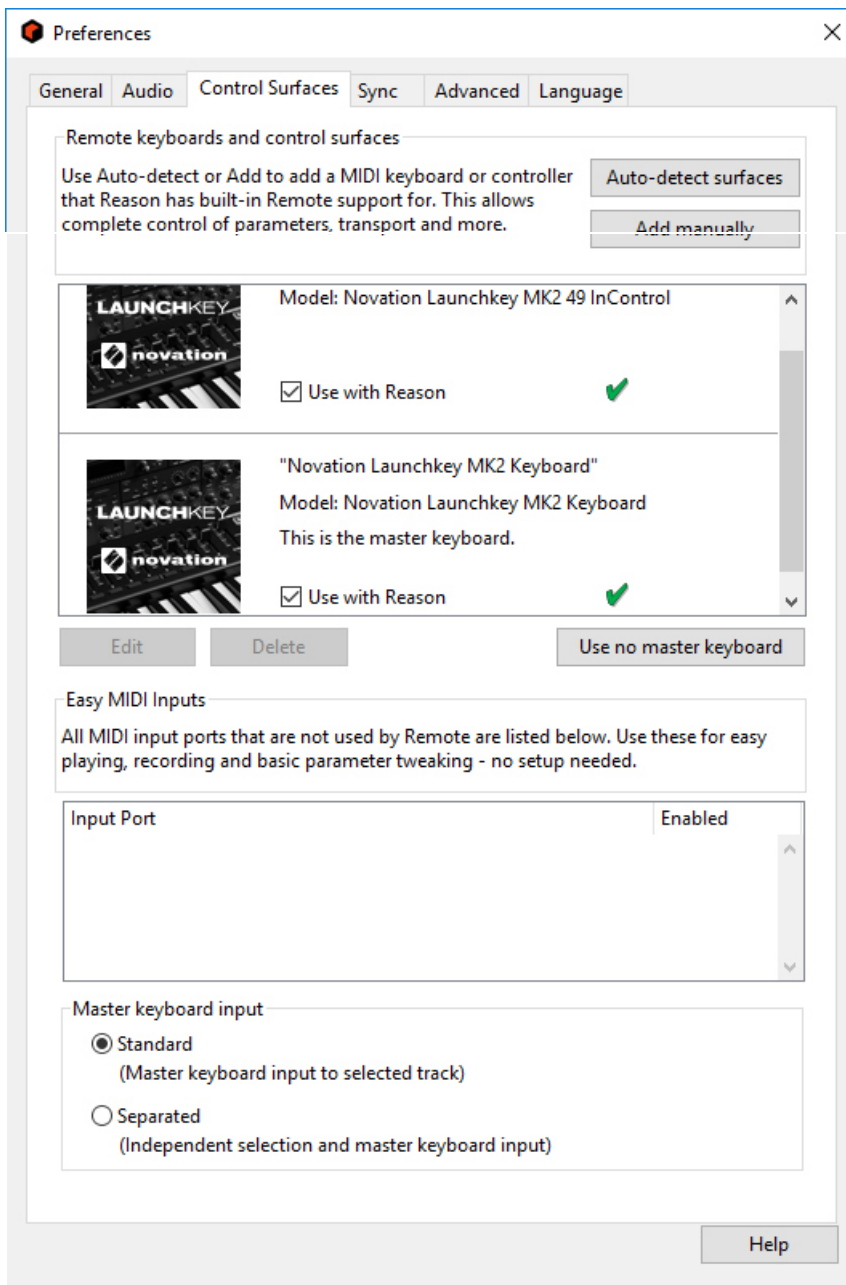 Preferences
General Audio Control Surfaces Sync Advanced Language
Remote keyboards and control surfaces
Use Auto-detect or Add to add a MIDI keyboard or controller
that Reason has built-in Remote support for. This allows
complete control of parameters, transport and more.
Auto-detect surfaces
Add manually
LAUNCHKEY
novation
Model: Novation Launchkey MK2 49 InControl
Use with Reason
LAUNCHKEY
novation
"Novation Launchkey MK2 Keyboard"
Model: Novation Launchkey MK2 Keyboard
This is the master keyboard.
Use with Reason
Edit Delete Use no master keyboard
Easy MIDI Inputs
All MIDI input ports that are not used by Remote are listed below. Use these for easy
playing, recording and basic parameter tweaking - no setup needed.
Input Port Enabled
Master keyboard input
Standard
(Master keyboard input to selected track)
Separated
(Independent selection and master keyboard input)
Help